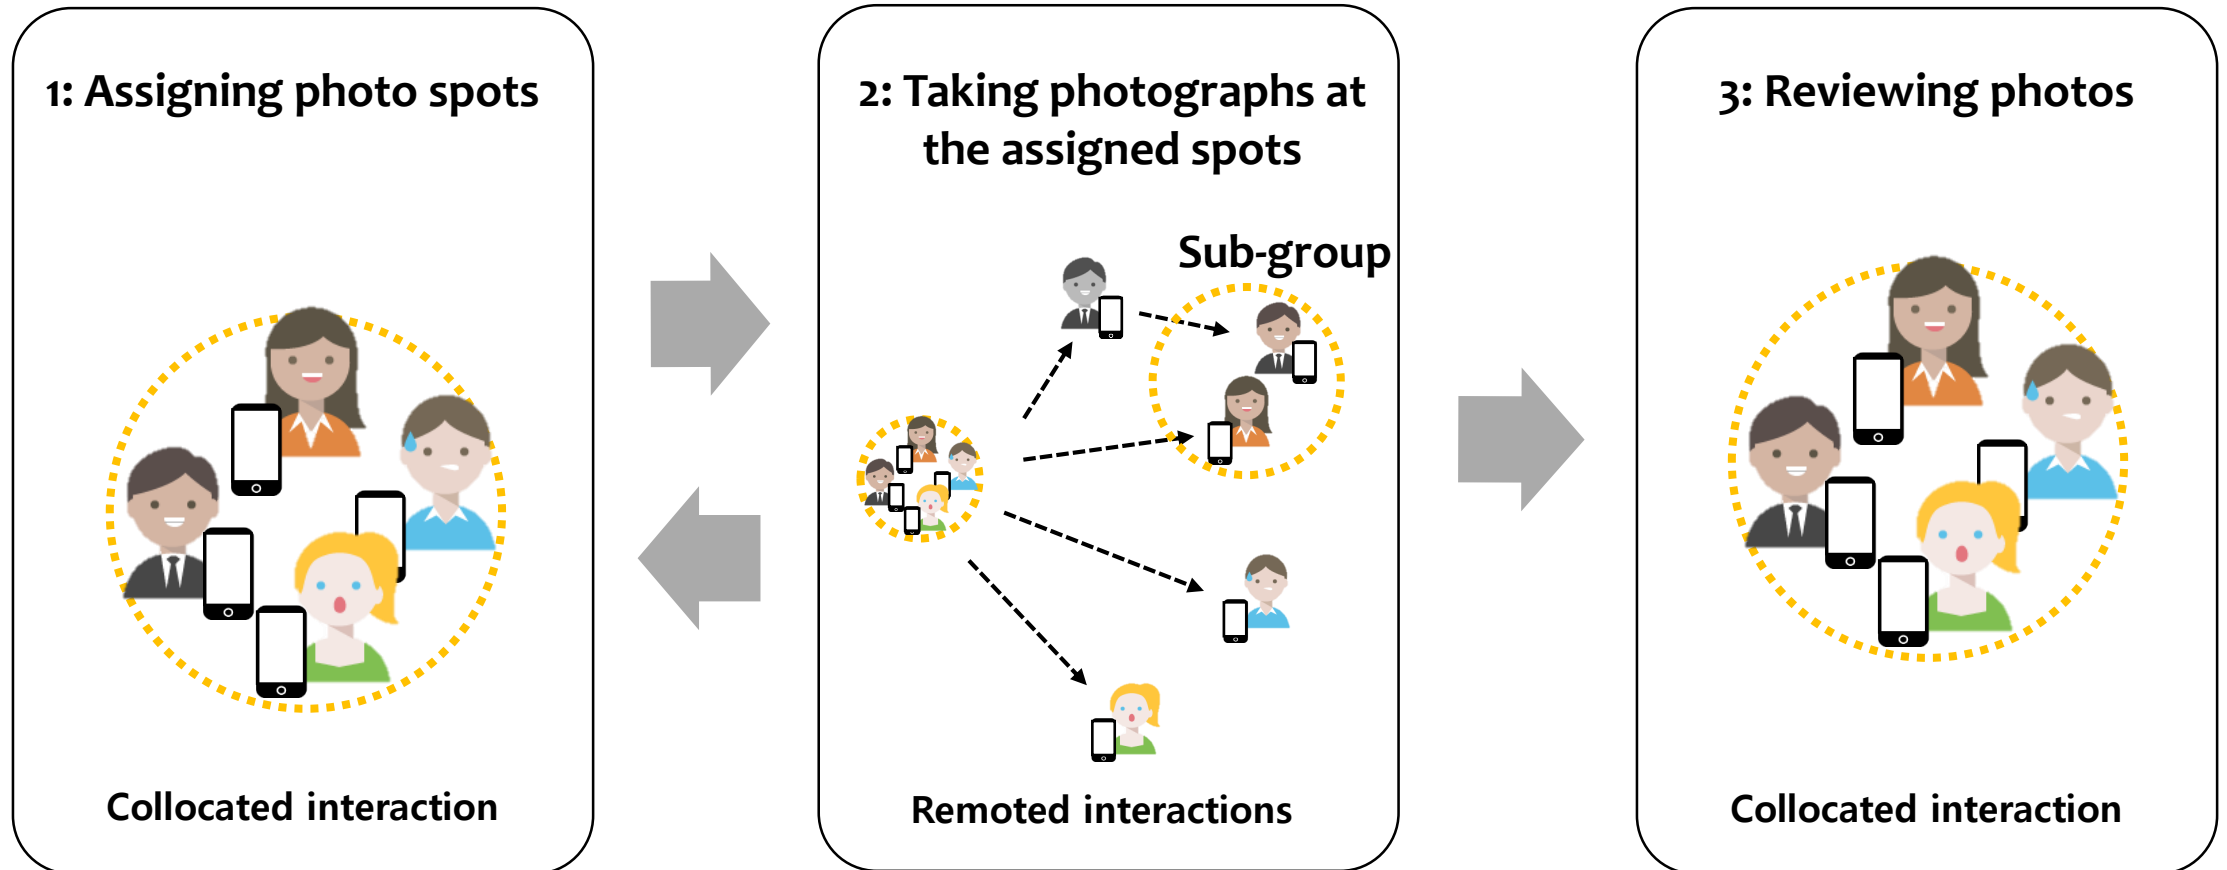 1: Assigning photo spots
Collocated interaction
2: Taking photographs at
the assigned spots
Sub-group
Remoted interactions
3: Reviewing photos
Collocated interaction